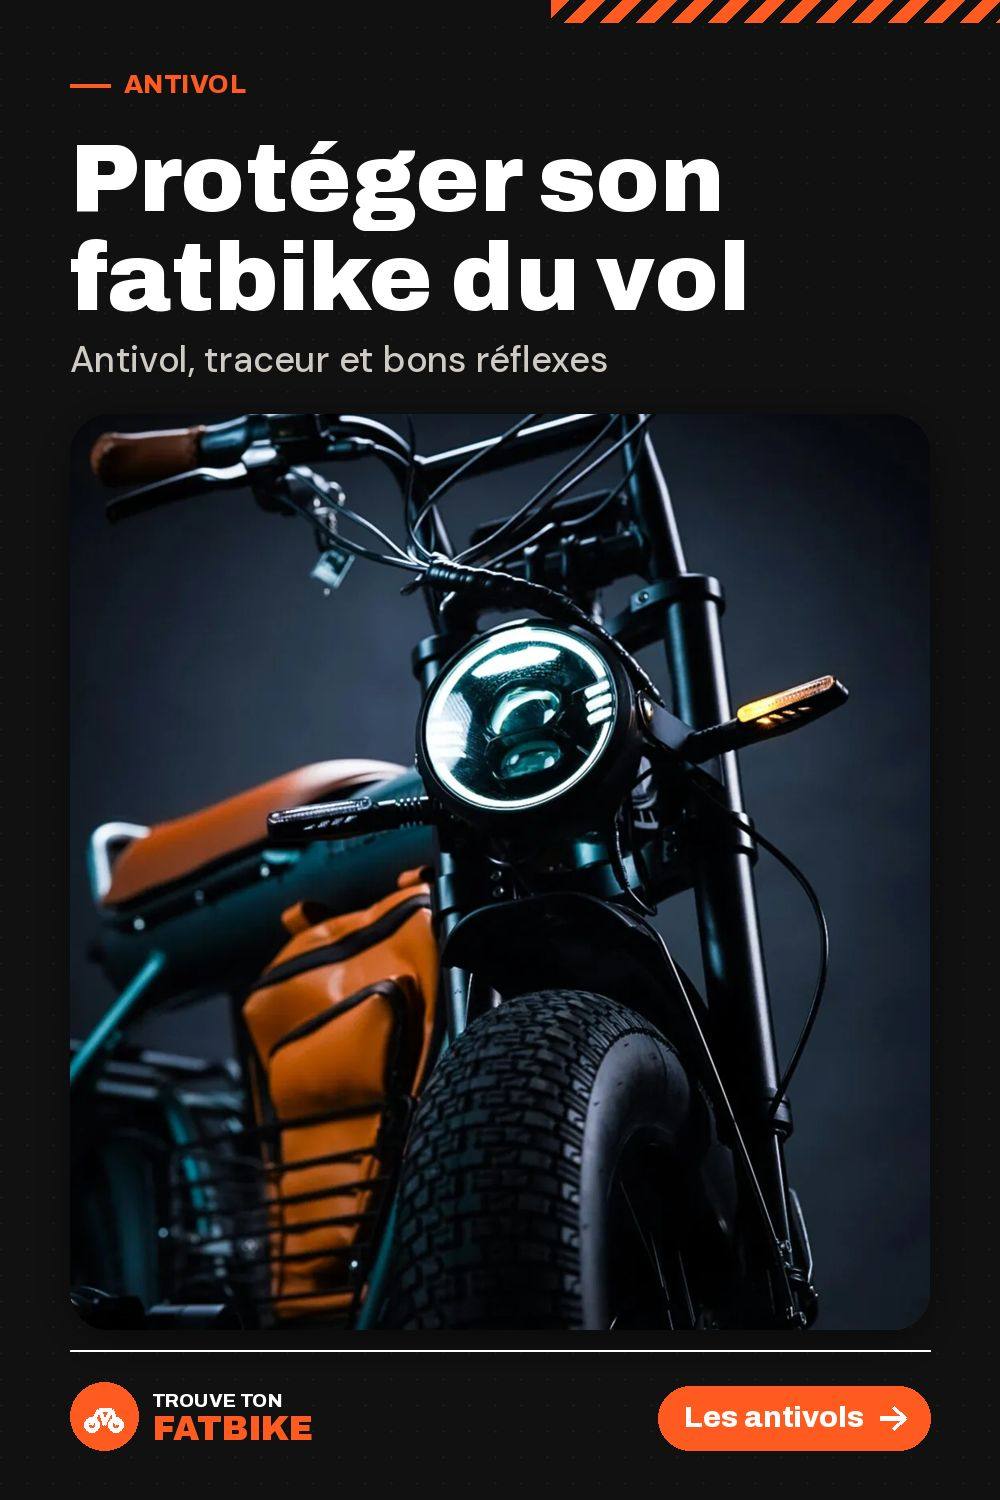 ANTIVOL
Protéger son
fatbike du vol
Antivol, traceur et bons réflexes
TROUVE TON
FATBIKE
Les antivols